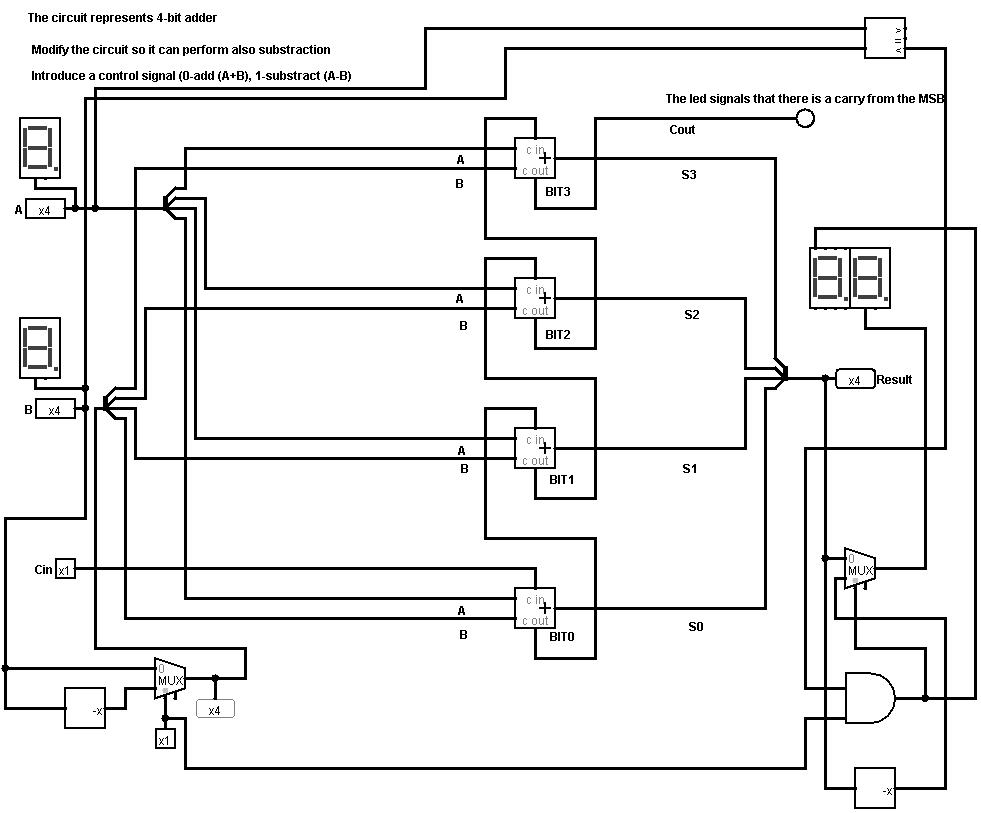 The circuit represents 4-bit adder
Modify the circuit so it can perform also substraction
Introduce a control signal (0-add (A+B), 1-substract (A-B)
>
=
<
The led signals that there is a carry from the MSB
Cout
A
c in
+
c out
B
BIT3
S3
A x4
A
c in
+
c out
B
BIT2
S2
x4 Result
B x4
A
c in
+
c out
B
BIT1
S1
Cin x1
0
MUX
A
c in
+
c out
B
BIT0
S0
0
MUX
-x
x4
x1
-x